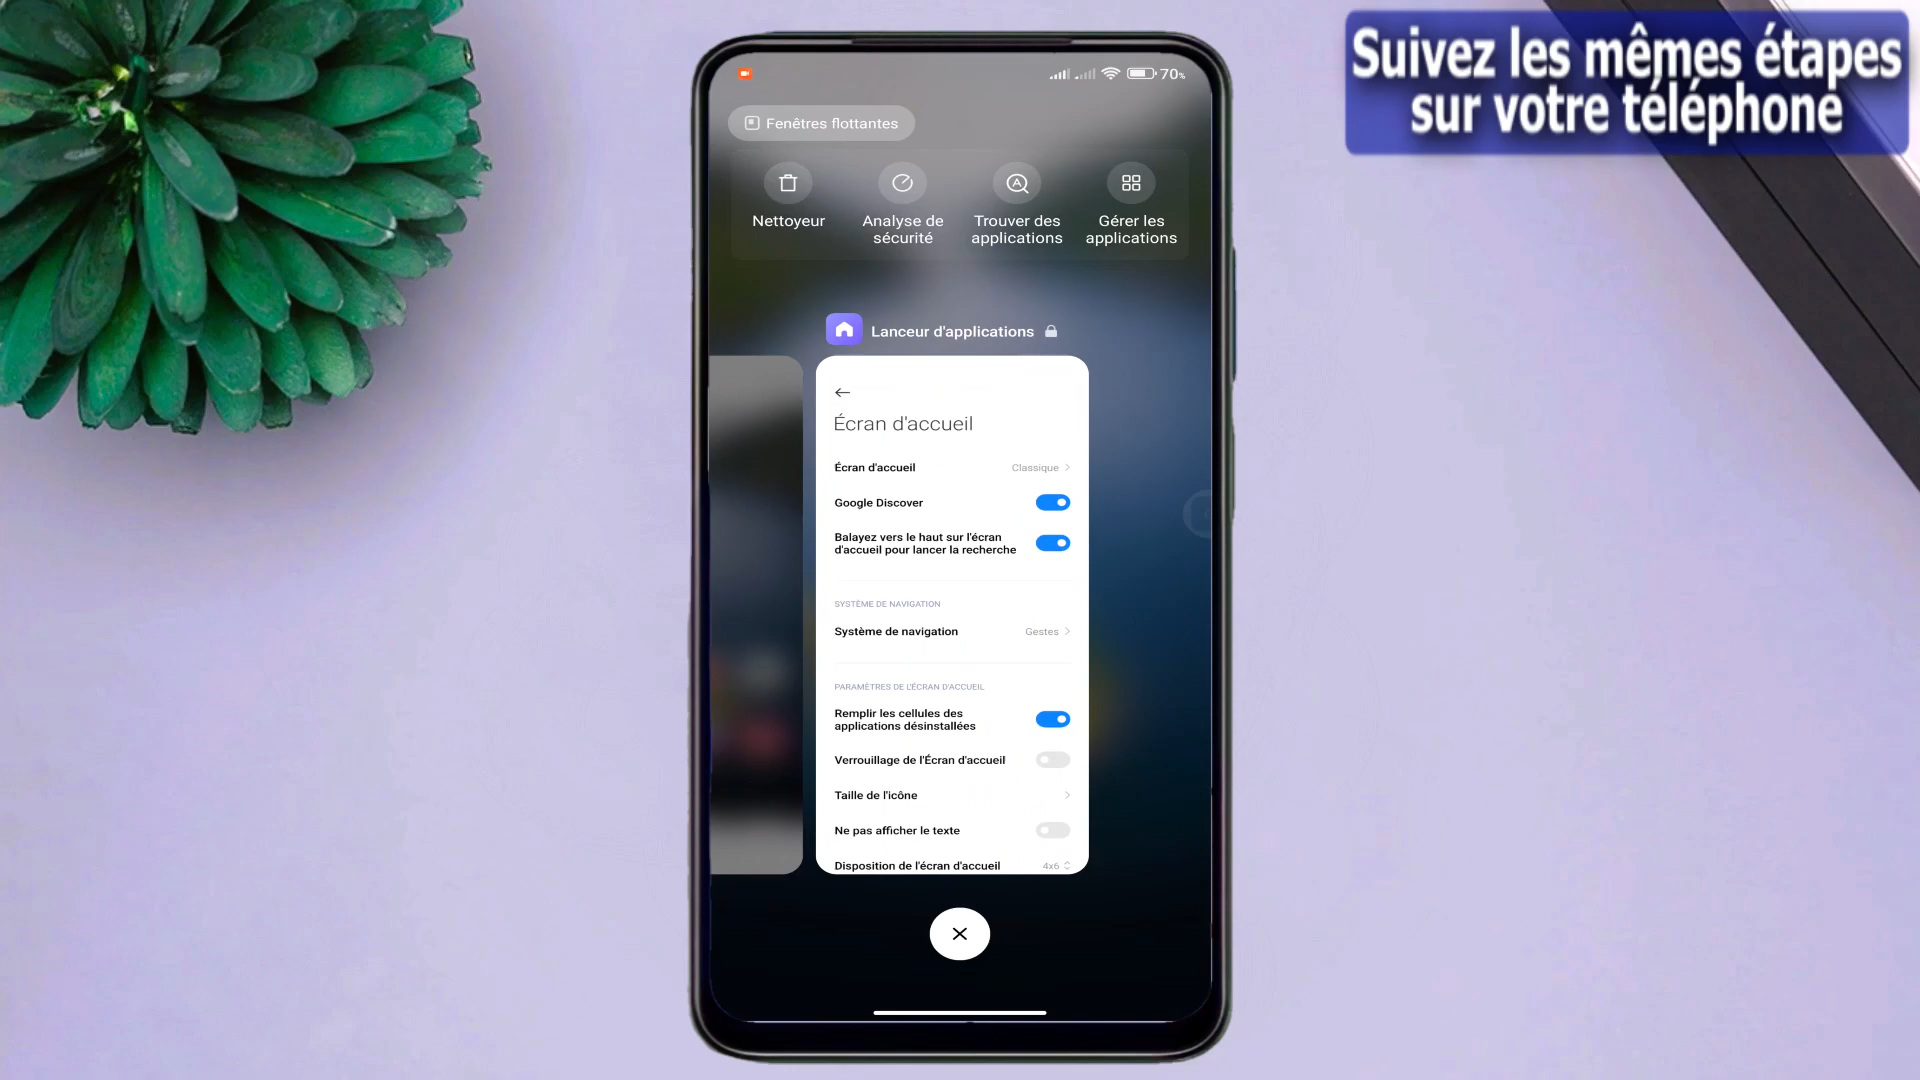 Suivez les mêmes étapes
sur votre téléphone
70%
Fenêtres flottantes
Nettoyeur
Analyse de
sécurité
Trouver des
applications
Gérer les
applications
Lanceur d'applications
Écran d'accueil
Écran d'accueil Classique
Google Discover
Balayez vers le haut sur l'écran
d'accueil pour lancer la recherche
SYSTÈME DE NAVIGATION
Système de navigation Gestes
PARAMÈTRES DE L'ÉCRAN D'ACCUEIL
Remplir les cellules des
applications désinstallées
Verrouillage de l'Écran d'accueil
Taille de l'icône
Ne pas afficher le texte
Disposition de l'écran d'accueil 4x6